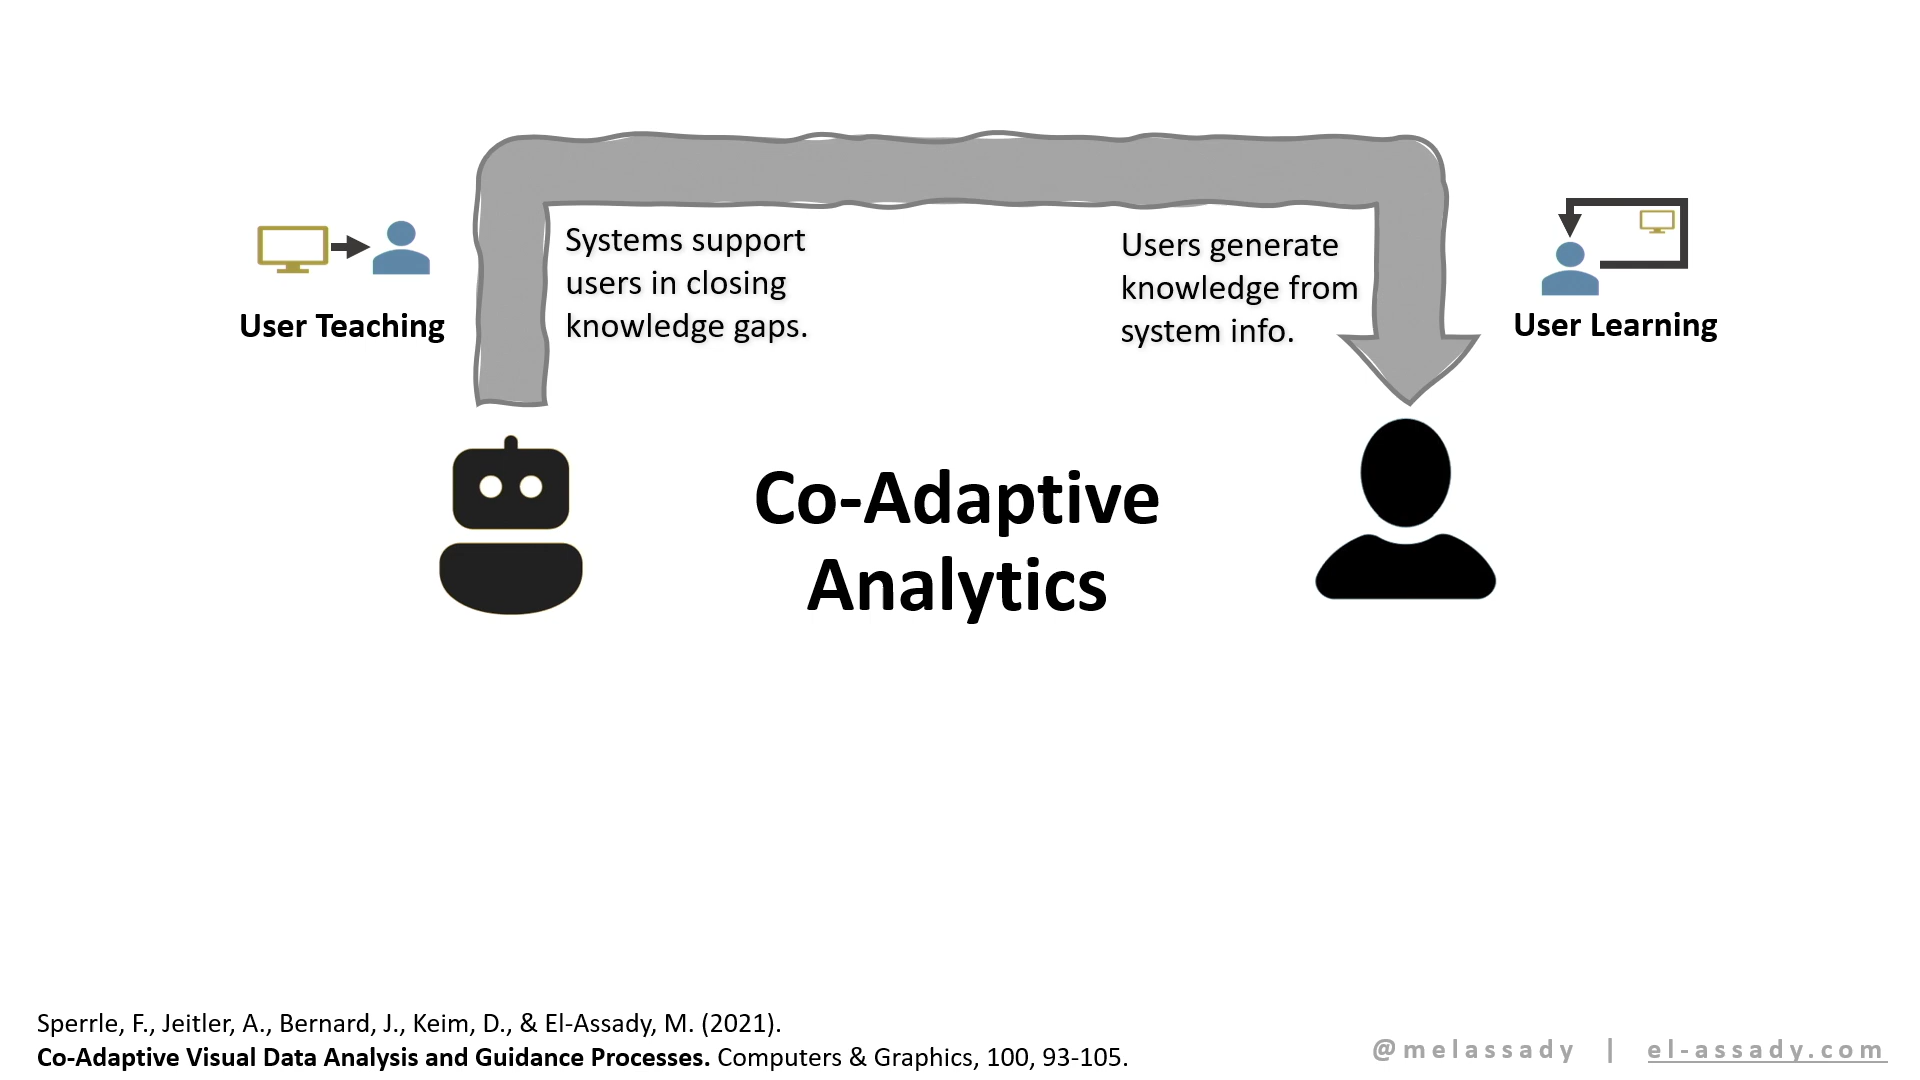 Systems support
users in closing
knowledge gaps.
Users generate
knowledge from
system info.
User Teaching
User Learning
Co-Adaptive
Analytics
Sperrle, F., Jeitler, A., Bernard, J., Keim, D., & El-Assady, M. (2021).
Co-Adaptive Visual Data Analysis and Guidance Processes. Computers & Graphics, 100, 93-105.
@melassady | el-assady.com